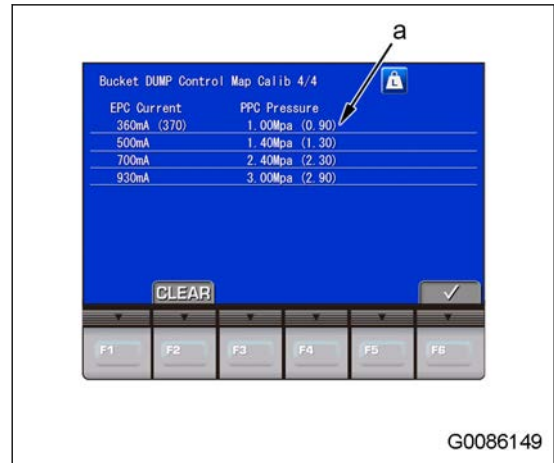 a
Bucket DUMP Control Map Calib 4/4
L
EPC Current PPC Pressure
360mA (370) 1.00Mpa (0.90)
500mA 1.40Mpa (1.30)
700mA 2.40Mpa (2.30)
930mA 3.00Mpa (2.90)
CLEAR
F1 F2 F3 F4 F5 F6
G0086149